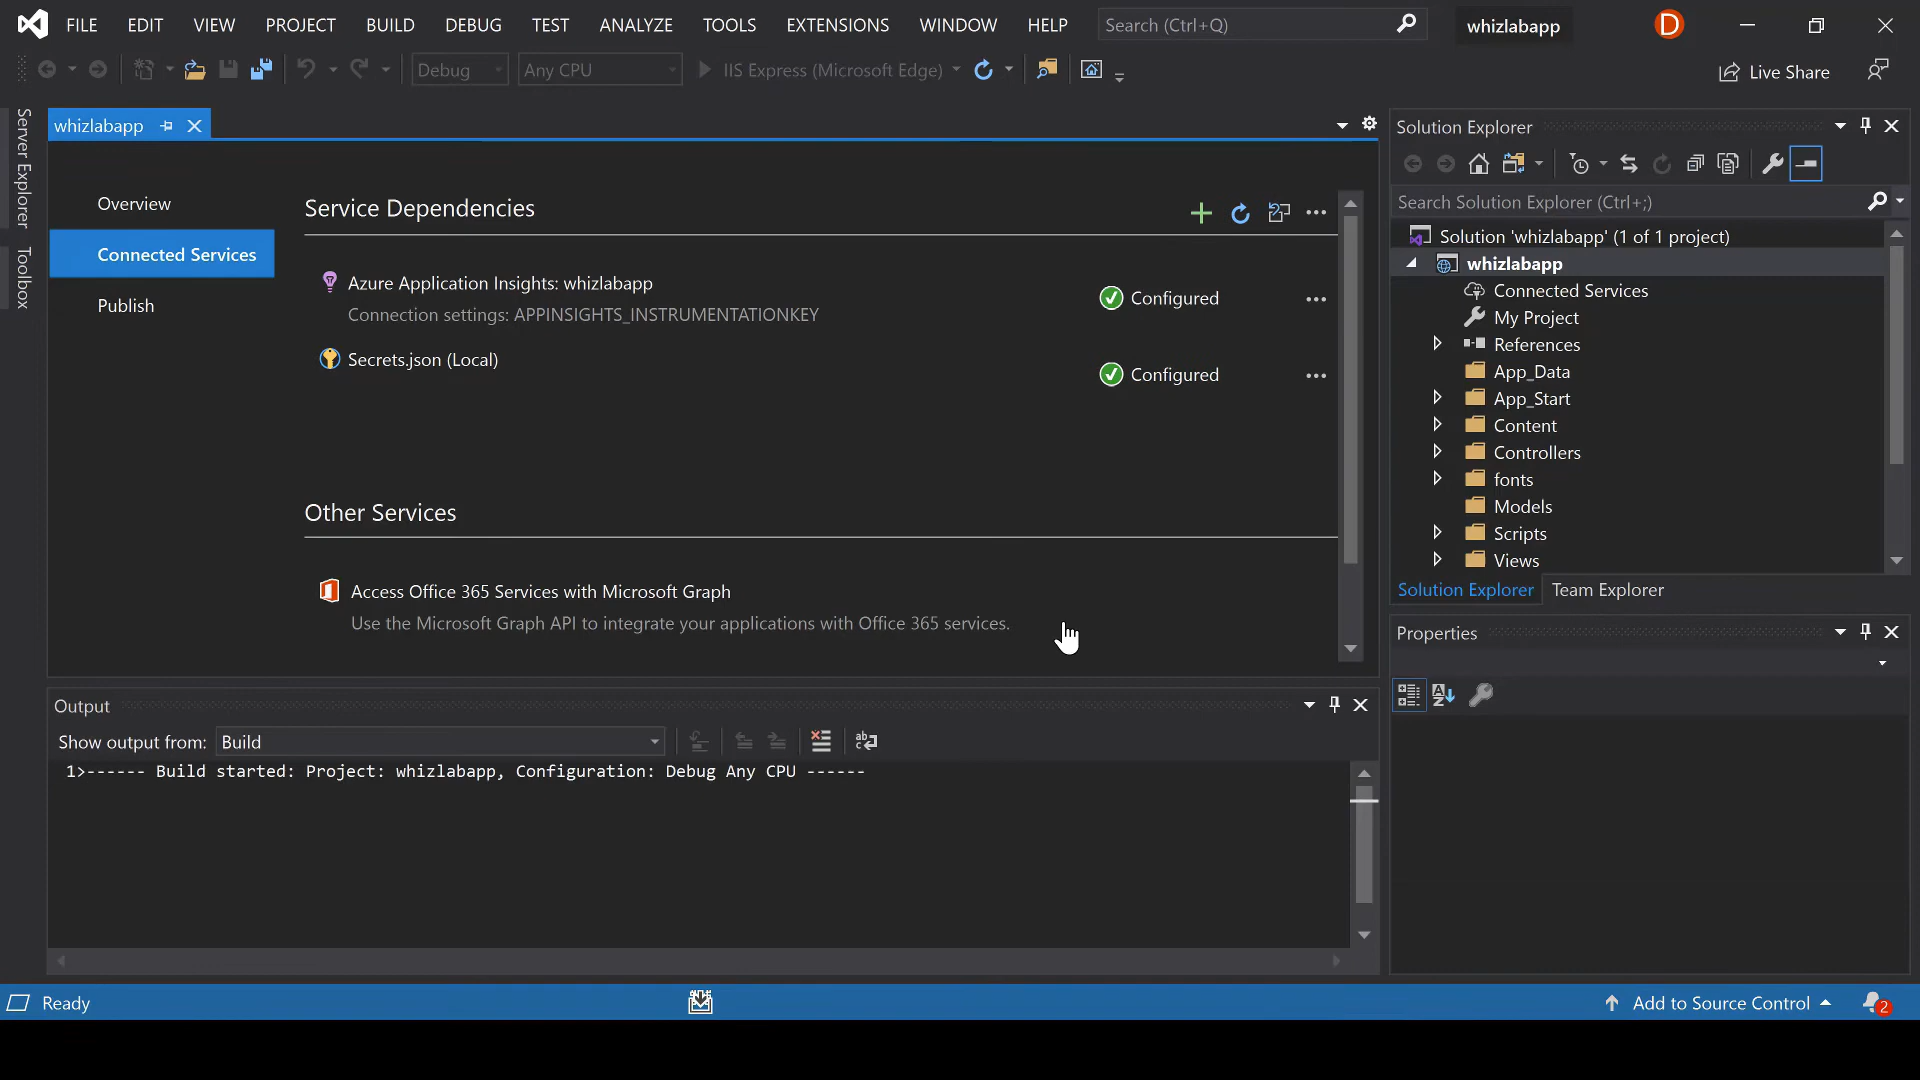 FILE EDIT VIEW PROJECT BUILD DEBUG TEST ANALYZE TOOLS EXTENSIONS WINDOW HELP Search (Ctrl+Q) whizlabapp D
Debug Any CPU IIS Express (Microsoft Edge) Live Share
Server Explorer
Toolbox
whizlabapp
Overview
Connected Services
Publish
Service Dependencies
Azure Application Insights: whizlabapp
Connection settings: APPINSIGHTS_INSTRUMENTATIONKEY
Configured
Secrets.json (Local)
Configured
Other Services
Access Office 365 Services with Microsoft Graph
Use the Microsoft Graph API to integrate your applications with Office 365 services.
Output
Show output from: Build
1>------ Build started: Project: whizlabapp, Configuration: Debug Any CPU ------
Solution Explorer
Search Solution Explorer (Ctrl+;)
Solution 'whizlabapp' (1 of 1 project)
whizlabapp
Connected Services
My Project
References
App_Data
App_Start
Content
Controllers
fonts
Models
Scripts
Views
Solution Explorer Team Explorer
Properties
Ready
Add to Source Control 2